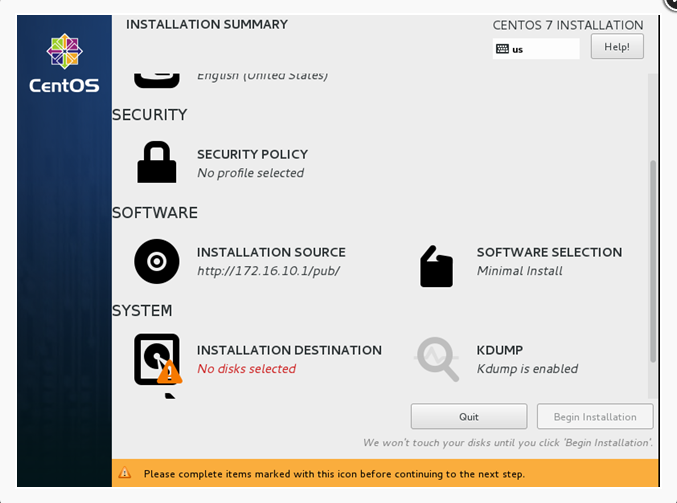 INSTALLATION SUMMARY
CENTOS 7 INSTALLATION
us
Help!
CentOS
English (United States)
SECURITY
SECURITY POLICY
No profile selected
SOFTWARE
INSTALLATION SOURCE
http://172.16.10.1/pub/
SOFTWARE SELECTION
Minimal Install
SYSTEM
INSTALLATION DESTINATION
No disks selected
KDUMP
Kdump is enabled
Quit
Begin Installation
We won't touch your disks until you click 'Begin Installation'.
Please complete items marked with this icon before continuing to the next step.